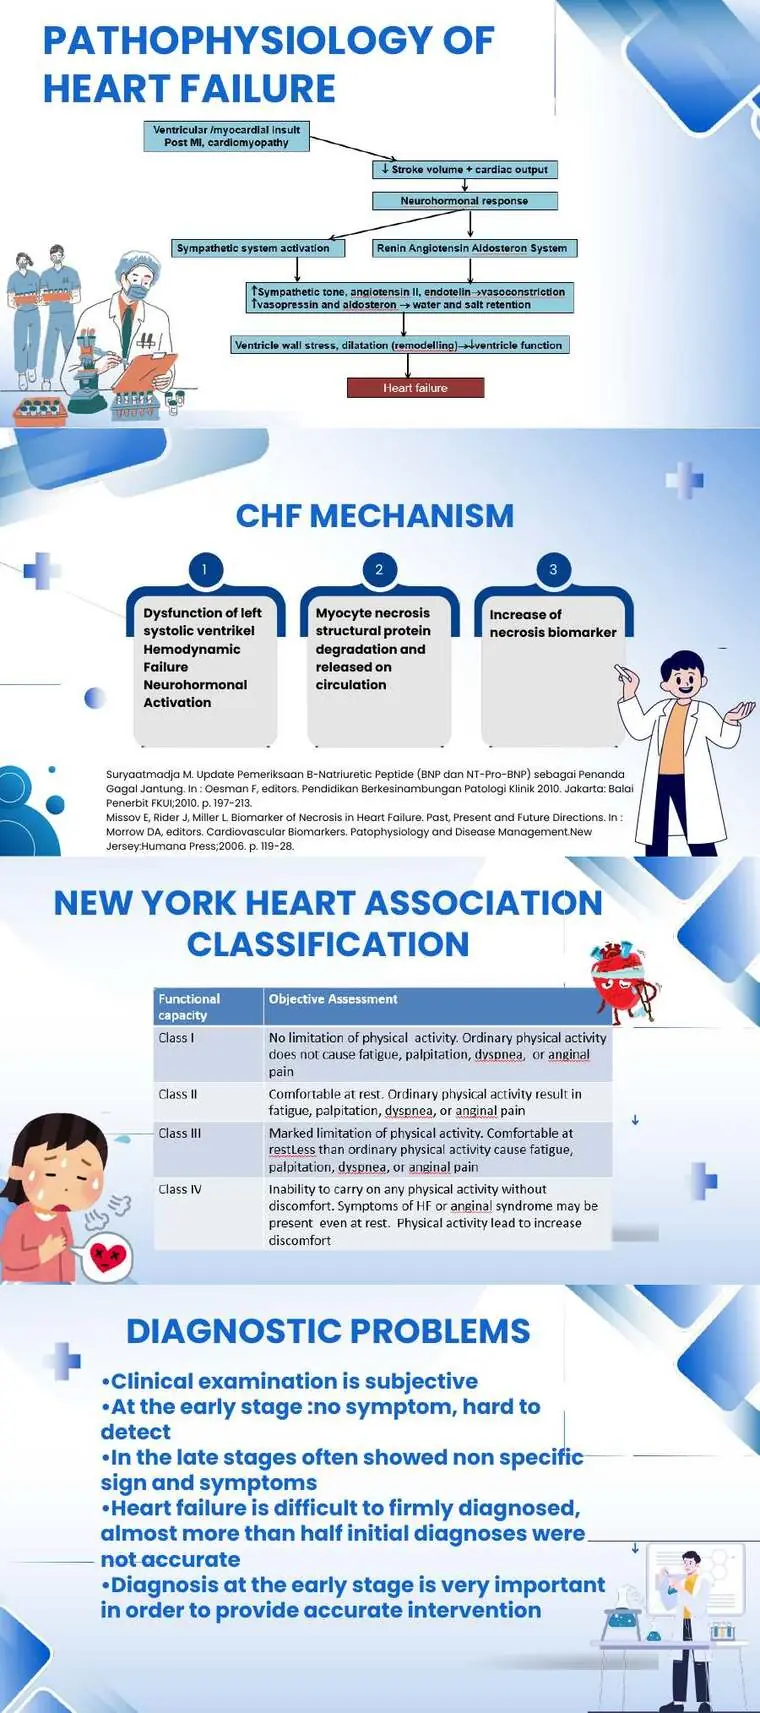 PATHOPHYSIOLOGY OF
HEART FAILURE
Ventricular /myocardial insult
Post MI, cardiomyopathy
↓ Stroke volume + cardiac output
Neurohormonal response
Sympathetic system activation
Renin Angiotensin Aldosteron System
↑Sympathetic tone, angiotensin II, endotelin→vasoconstriction
↑vasopressin and aldosteron → water and salt retention
Ventricle wall stress, dilatation (remodelling)→↓ventricle function
Heart failure
CHF MECHANISM
1
Dysfunction of left
systolic ventrikel
Hemodynamic
Failure
Neurohormonal
Activation
2
Myocyte necrosis
structural protein
degradation and
released on
circulation
3
Increase of
necrosis biomarker
Suryaatmadja M. Update Pemeriksaan B-Natriuretic Peptide (BNP dan NT-Pro-BNP) sebagai Penanda
Gagal Jantung. In : Oesman F, editors. Pendidikan Berkesinambungan Patologi Klinik 2010. Jakarta: Balai
Penerbit FKUI;2010. p. 197-213.
Missov E, Rider J, Miller L. Biomarker of Necrosis in Heart Failure. Past, Present and Future Directions. In :
Morrow DA, editors. Cardiovascular Biomarkers. Patophysiology and Disease Management.New
Jersey:Humana Press;2006. p. 119-28.
NEW YORK HEART ASSOCIATION
CLASSIFICATION
Functional
capacity
Objective Assessment
Class I
No limitation of physical activity. Ordinary physical activity
does not cause fatigue, palpitation, dyspnea, or anginal
pain
Class II
Comfortable at rest. Ordinary physical activity result in
fatigue, palpitation, dyspnea, or anginal pain
Class III
Marked limitation of physical activity. Comfortable at
restLess than ordinary physical activity cause fatigue,
palpitation, dyspnea, or anginal pain
Class IV
Inability to carry on any physical activity without
discomfort. Symptoms of HF or anginal syndrome may be
present even at rest. Physical activity lead to increase
discomfort
DIAGNOSTIC PROBLEMS
•Clinical examination is subjective
•At the early stage :no symptom, hard to
detect
•In the late stages often showed non specific
sign and symptoms
•Heart failure is difficult to firmly diagnosed,
almost more than half initial diagnoses were
not accurate
•Diagnosis at the early stage is very important
in order to provide accurate intervention